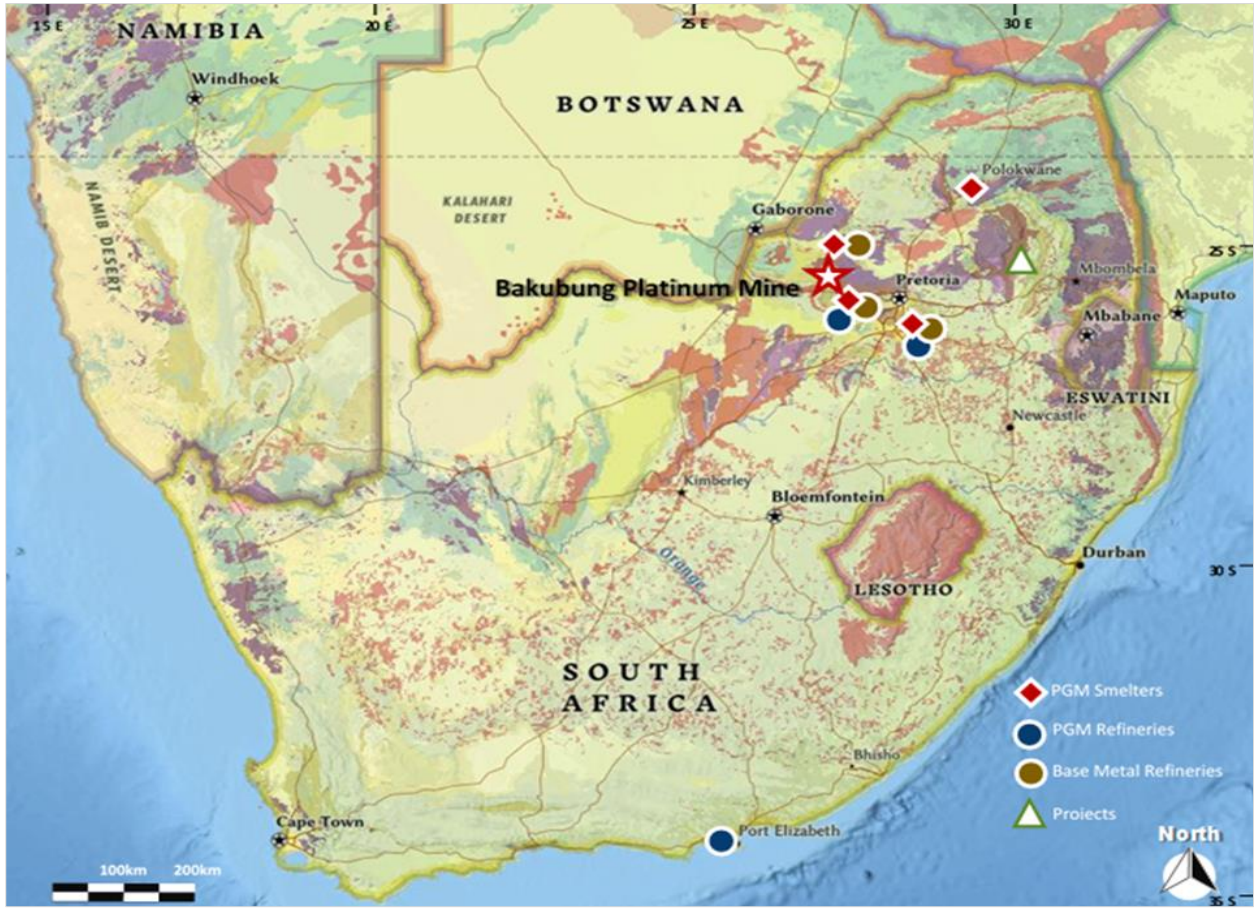 15 E
20 E
25 E
30 E
NAMIBIA
Windhoek
BOTSWANA
NAMIB DESERT
KALAHARI
DESERT
Polokwane
Gaborone
25 S
Bakubung Platinum Mine
Pretoria
Mbombela
Maputo
Mbabane
ESWATINI
Newcastle
Kimberley
Bloemfontein
Orange
Durban
30 S
LESOTHO
SOUTH
AFRICA
PGM Smelters
PGM Refineries
Base Metal Refineries
Projects
Bhisho
Cape Town
Port Elizabeth
North
100km
200km
35 S